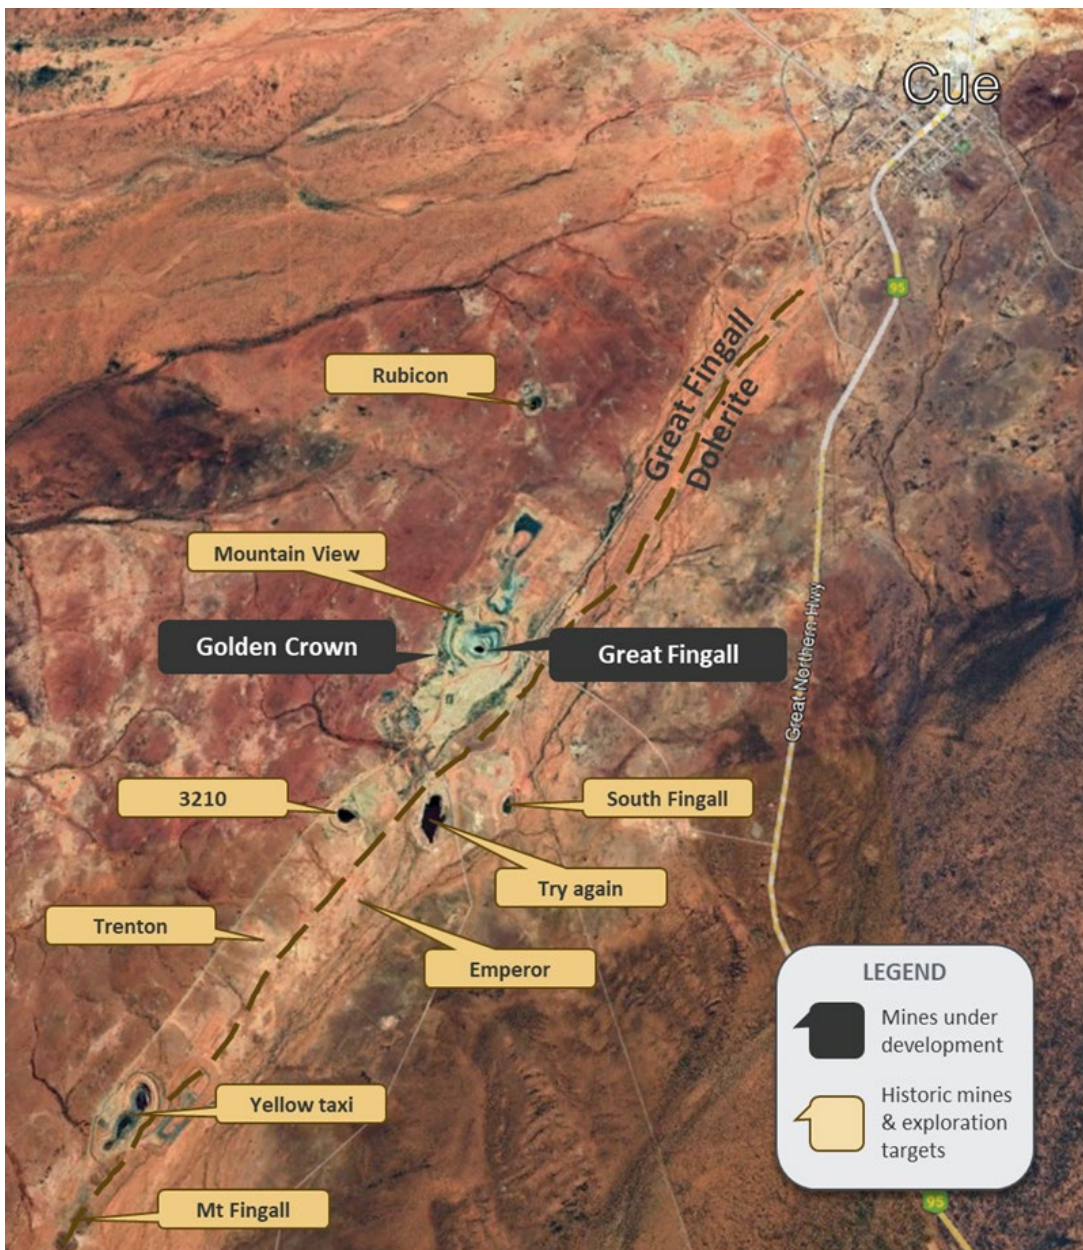 Cue
95
Great Fingall
Dolerite
Rubicon
Mountain View
Golden Crown
Great Fingall
Great Northern Hwy
3210
South Fingall
Try again
Trenton
Emperor
Yellow taxi
Mt Fingall
LEGEND
Mines under
development
Historic mines
& exploration
targets
95